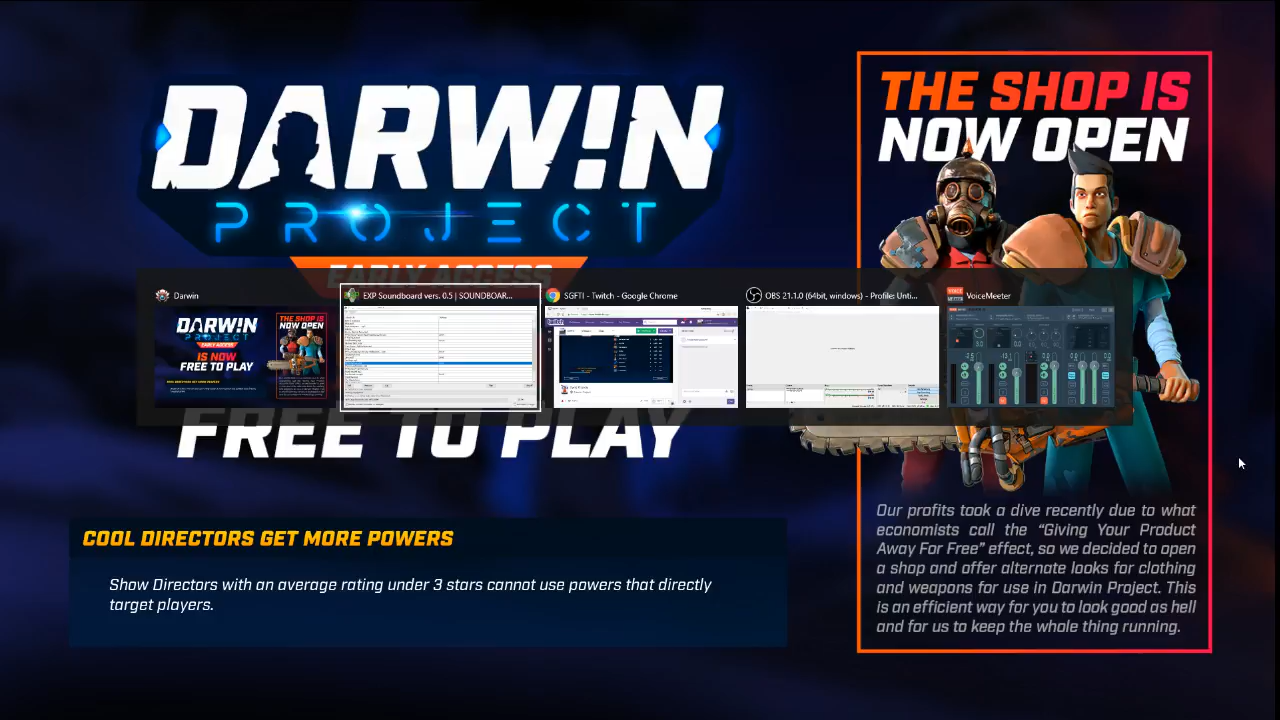 DARW!N
PROJECT
EARLY ACCESS
THE SHOP IS
NOW OPEN
Darwin
EXP Soundboard vers. 0.5 | SOUNDBOAR...
SGFTI - Twitch - Google Chrome
OBS 21.1.0 (64bit, windows) - Profile: Unti...
VoiceMeeter
DARW!N
PROJECT
IS NOW
FREE TO PLAY
THE SHOP IS
NOW OPEN
FREE TO PLAY
COOL DIRECTORS GET MORE POWERS
Show Directors with an average rating under 3 stars cannot use powers that directly
target players.
Our profits took a dive recently due to what
economists call the “Giving Your Product
Away For Free” effect, so we decided to open
a shop and offer alternate looks for clothing
and weapons for use in Darwin Project. This
is an efficient way for you to look good as hell
and for us to keep the whole thing running.